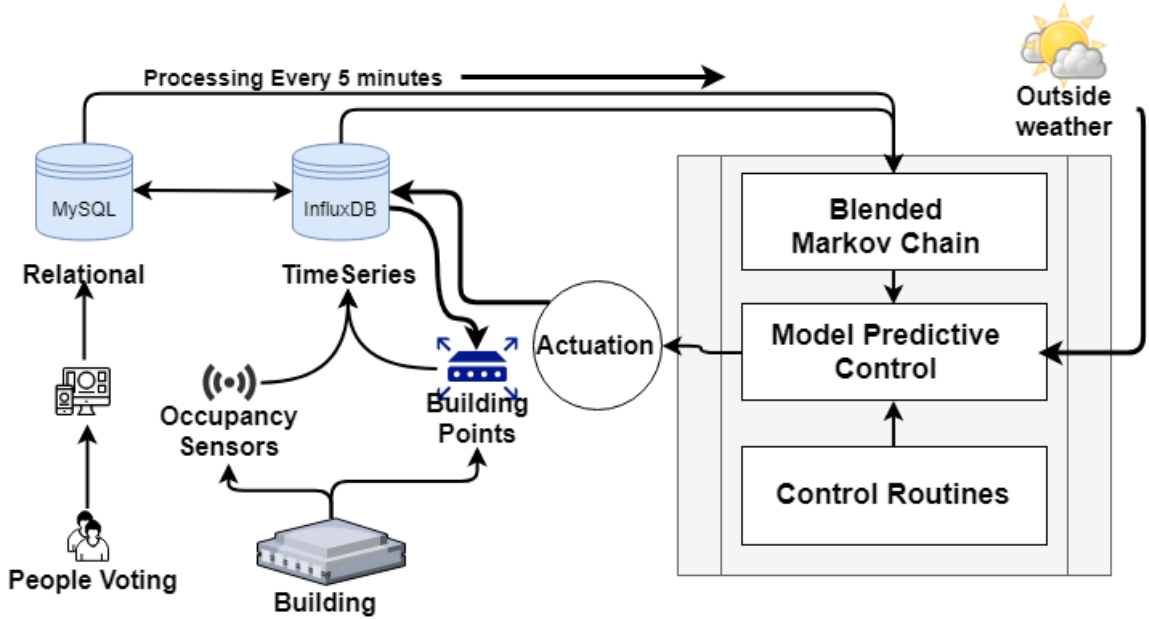 Processing Every 5 minutes
Outside
weather
MySQL
InfluxDB
Relational
TimeSeries
Blended
Markov Chain
Model Predictive
Control
Actuation
Occupancy
Sensors
Building
Points
Control Routines
People Voting
Building